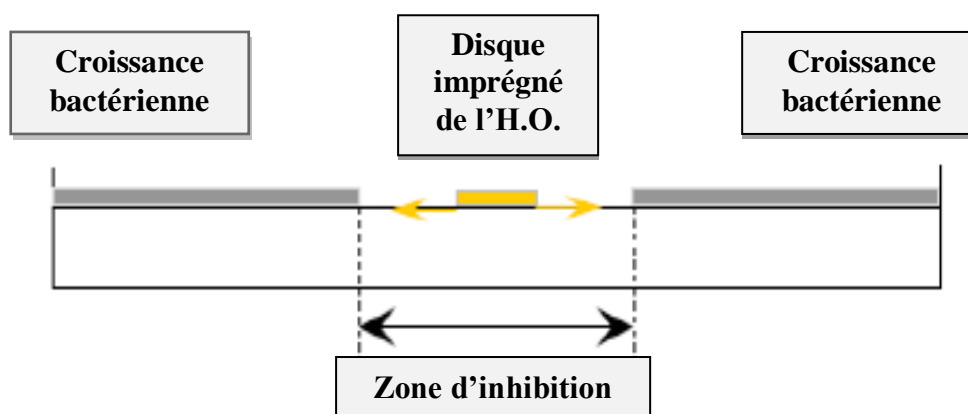 Croissance
bactérienne
Disque
imprégné
de l'H.O.
Croissance
bactérienne
Zone d'inhibition